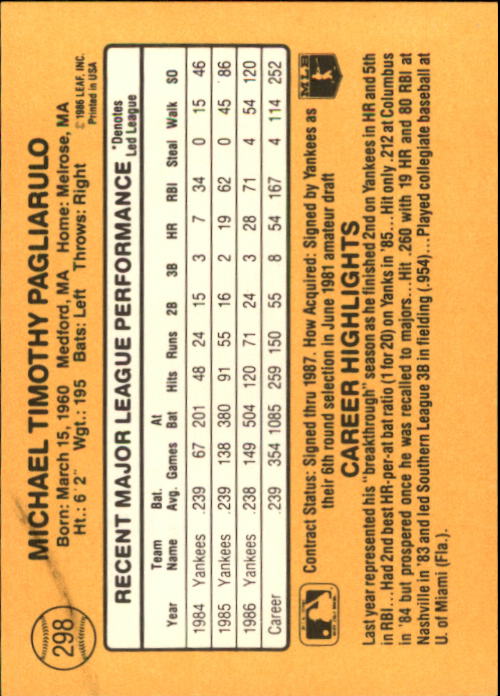 298
MICHAEL TIMOTHY PAGLIARULO
Born: March 15, 1960 Medford, MA Home: Melrose, MA
Ht.: 6'2" Wgt.: 195 Bats: Left Throws: Right
© 1986 LEAF, INC.
Printed in USA
RECENT MAJOR LEAGUE PERFORMANCE *Denotes Led League
Year Team Name Bat. Avg. Games At Bat Hits Runs 2B 3B HR RBI Steal Walk SO
1984 Yankees .239 67 201 48 24 15 3 7 34 0 15 46
1985 Yankees .239 138 380 91 55 16 2 19 62 0 45 86
1986 Yankees .238 149 504 120 71 24 3 28 71 4 54 120
Career .239 354 1085 259 150 55 8 54 167 4 114 252
Contract Status: Signed thru 1987. How Acquired: Signed by Yankees as
their 6th round selection in June 1981 amateur draft
MLB
CAREER HIGHLIGHTS
Last year represented his "breakthrough" season as he finished 2nd on Yankees in HR and 5th
in RBI...Had 2nd best HR-per-at bat ratio (1 for 20) on Yanks in '85...Hit only .212 at Columbus
in '84 but prospered once he was recalled to majors...Hit .260 with 19 HR and 80 RBI at
Nashville in '83 and led Southern League 3B in fielding (.954)...Played collegiate baseball at
U. of Miami (Fla.).